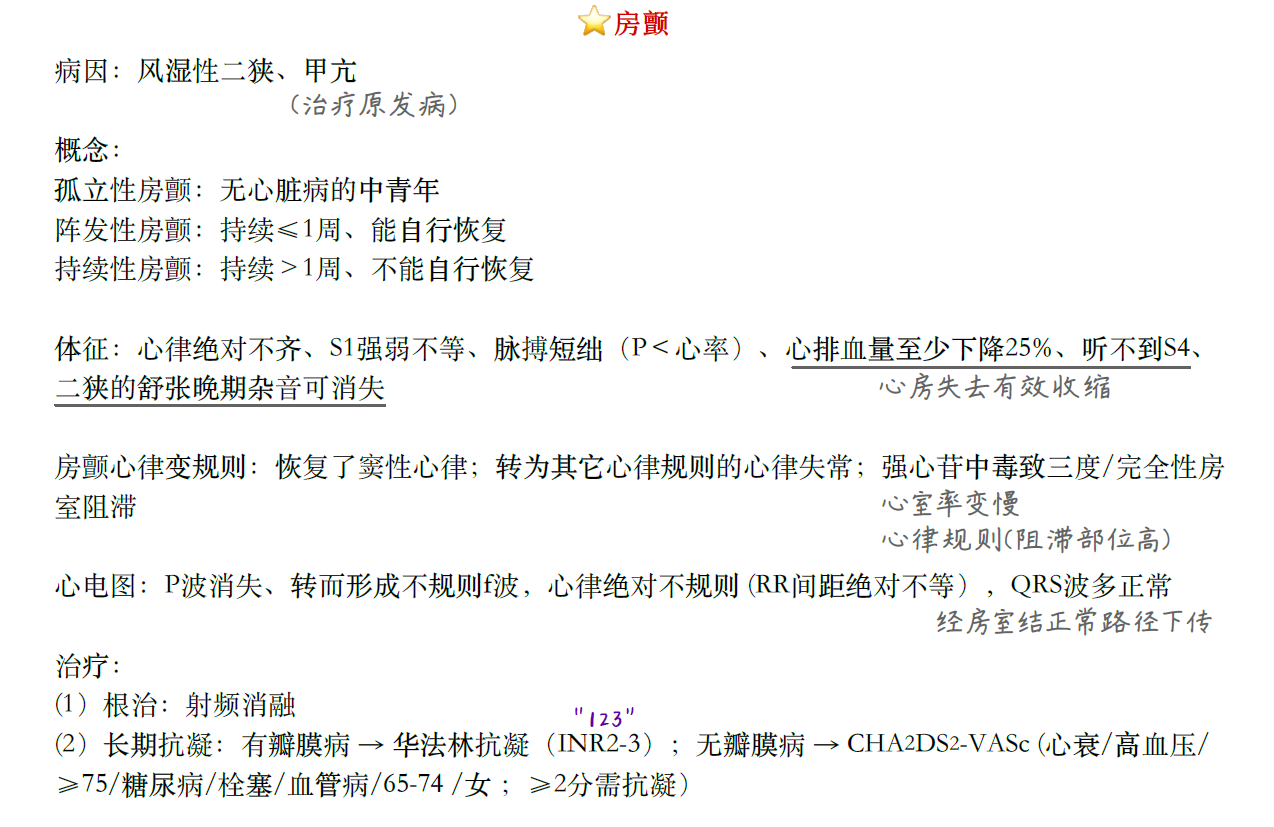 ⭐房颤
病因：风湿性二狭、甲亢
（治疗原发病）
概念：
孤立性房颤：无心脏病的中青年
阵发性房颤：持续≤1周、能自行恢复
持续性房颤：持续＞1周、不能自行恢复
体征：心律绝对不齐、S1强弱不等、脉搏短绌（P＜心率）、心排血量至少下降25%、听不到S4、
二狭的舒张晚期杂音可消失
心房失去有效收缩
房颤心律变规则：恢复了窦性心律；转为其它心律规则的心律失常；强心苷中毒致三度/完全性房
室阻滞
心室率变慢
心律规则(阻滞部位高)
心电图：P波消失、转而形成不规则f波，心律绝对不规则 (RR间距绝对不等），QRS波多正常
经房室结正常路径下传
治疗：
(1）根治：射频消融
"123"
(2）长期抗凝：有瓣膜病 → 华法林抗凝（INR2-3）；无瓣膜病 → CHA2DS2-VASc (心衰/高血压/
≥75/糖尿病/栓塞/血管病/65-74 /女 ；≥2分需抗凝）